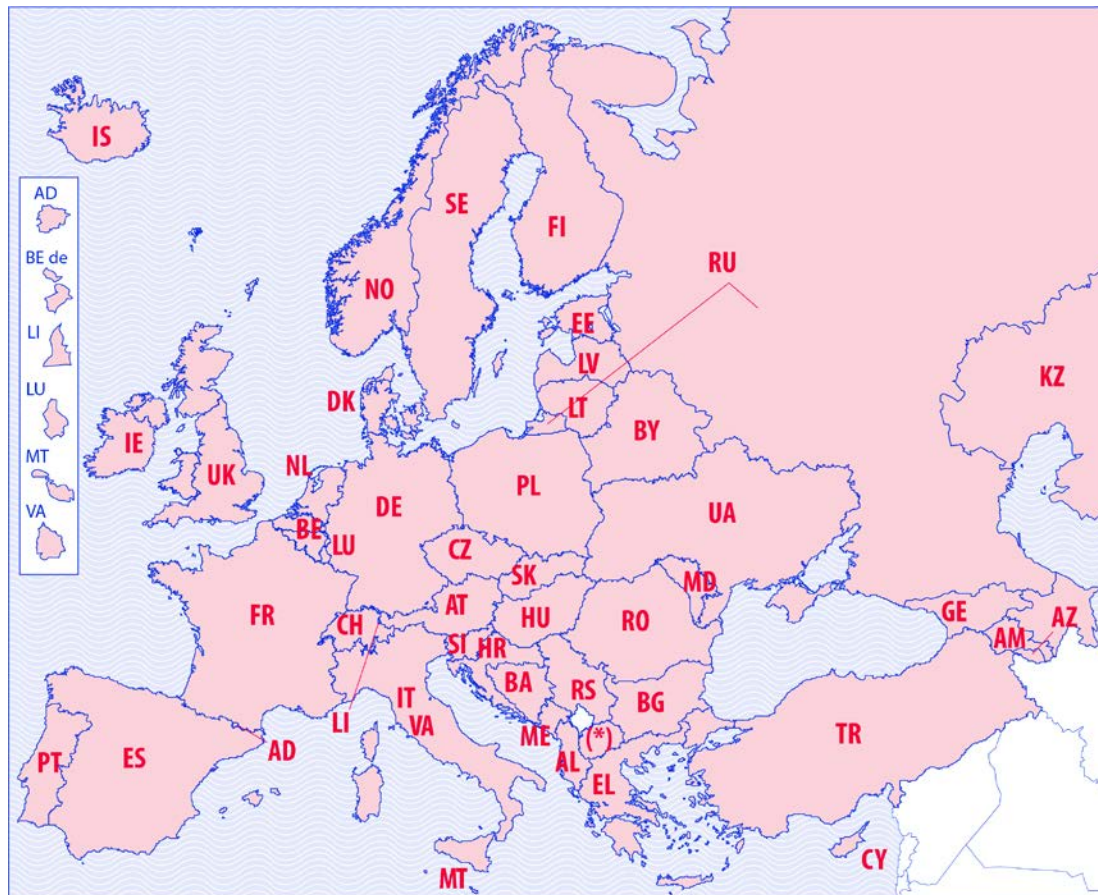 IS
AD
SE
FI
BE de
RU
NO
LI
EE
LV
KZ
LU
DK
LT
BY
IE
MT
NL
UK
PL
DE
VA
UA
BE
LU
CZ
SK
MD
AT
FR
HU
RO
GE
AZ
CH
AM
SI
HR
BA
RS
IT
BG
LI
VA
ME
(*)
TR
PT
ES
AD
AL
EL
CY
MT